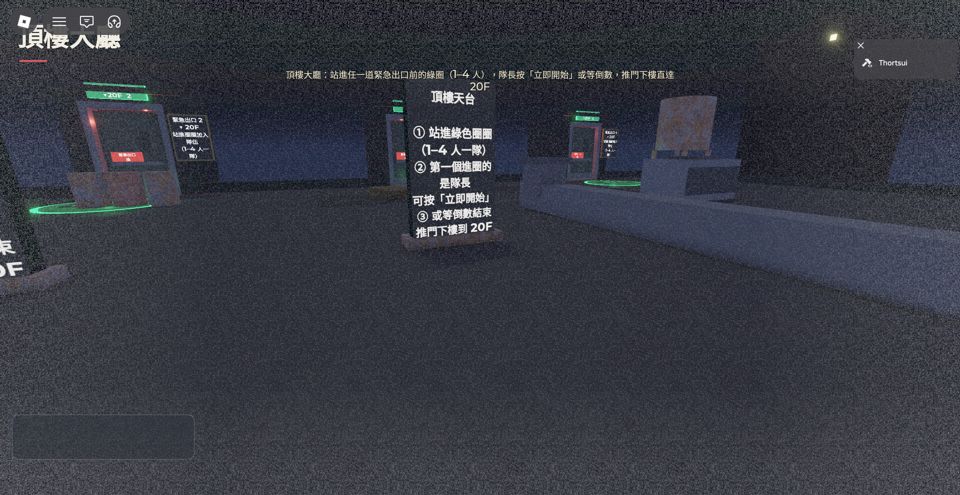 頂樓大廳
Thortsui
頂樓大廳：站進任一道緊急出口前的綠圈（1–4 人），隊長按「立即開始」或等倒數，推門下樓直達
20F
+20F 2
緊急出口 2
+ 20F
站進圈圈加入
隊伍
（1–4 人一
隊）
頂樓天台
① 站進綠色圈圈
（1–4 人一隊）
② 第一個進圈的
是隊長
可按「立即開始」
③ 或等倒數結束
推門下樓到 20F
束
0F